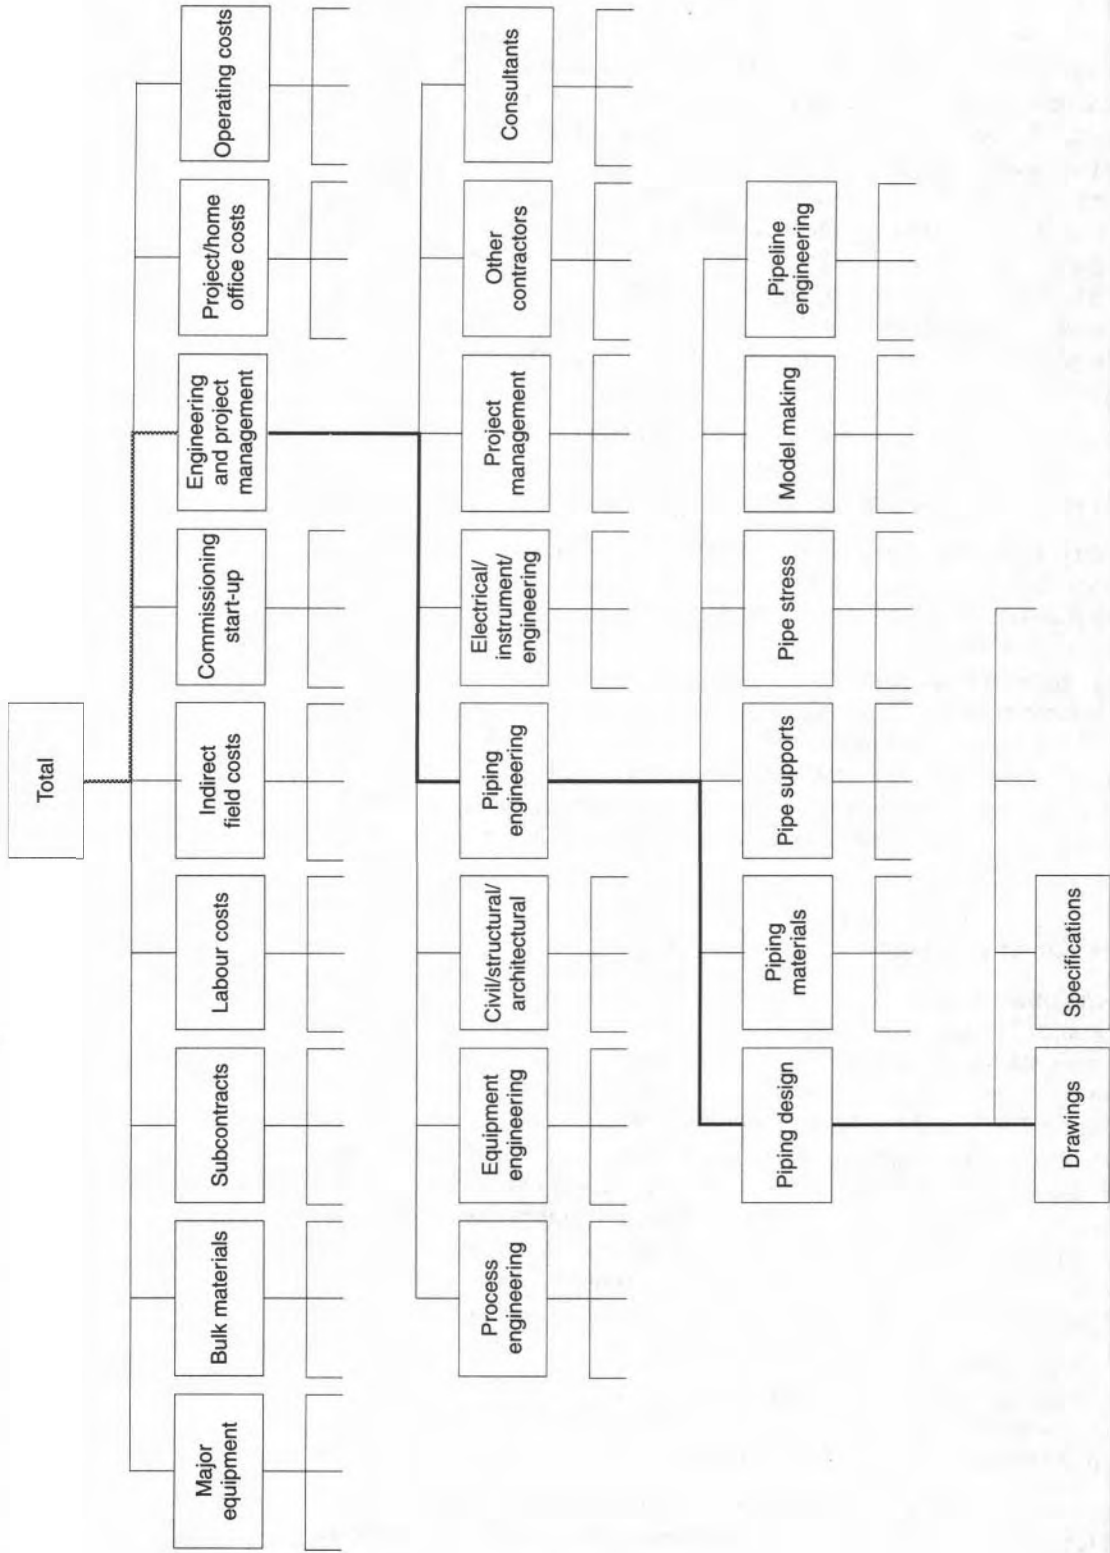 Total
Major
equipment
Bulk materials
Subcontracts
Labour costs
Indirect
field costs
Commissioning
start-up
Engineering
and project
management
Project/home
office costs
Operating costs
Process
engineering
Equipment
engineering
Civil/structural/
architectural
Piping
engineering
Electrical/
instrument/
engineering
Project
management
Other
contractors
Consultants
Piping design
Piping
materials
Pipe supports
Pipe stress
Model making
Pipeline
engineering
Drawings
Specifications